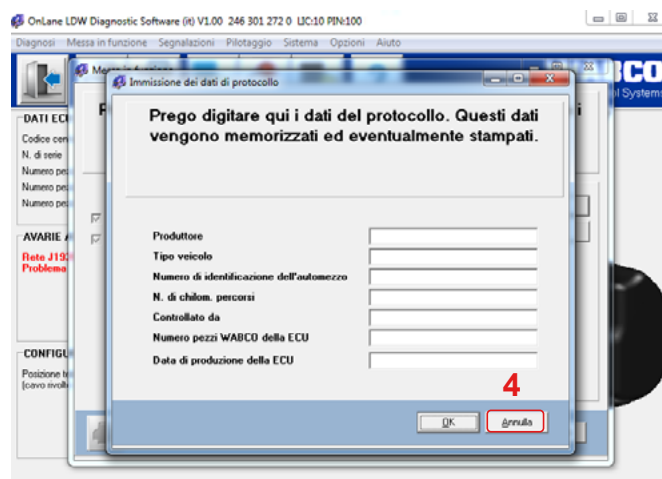 OnLane LDW Diagnostic Software (it) V1.00 246 301 272 0 LIC:10 PIN:100
Diagnosi Messa in funzione Segnalazioni Pilotaggio Sistema Opzioni Aiuto
Immissione dei dati di protocollo
Prego digitare qui i dati del protocollo. Questi dati
vengono memorizzati ed eventualmente stampati.
DATI ECU
N. di serie
Numero
Numero
Numero
AVARIE
Rete
Problema
Produttore
Tipo veicolo
Numero di identificazione dell'automezzo
N. di chilom. percorsi
Controllato da
Numero pezzi WABCO della ECU
Data di produzione della ECU
Posizione
4
OK Annulla